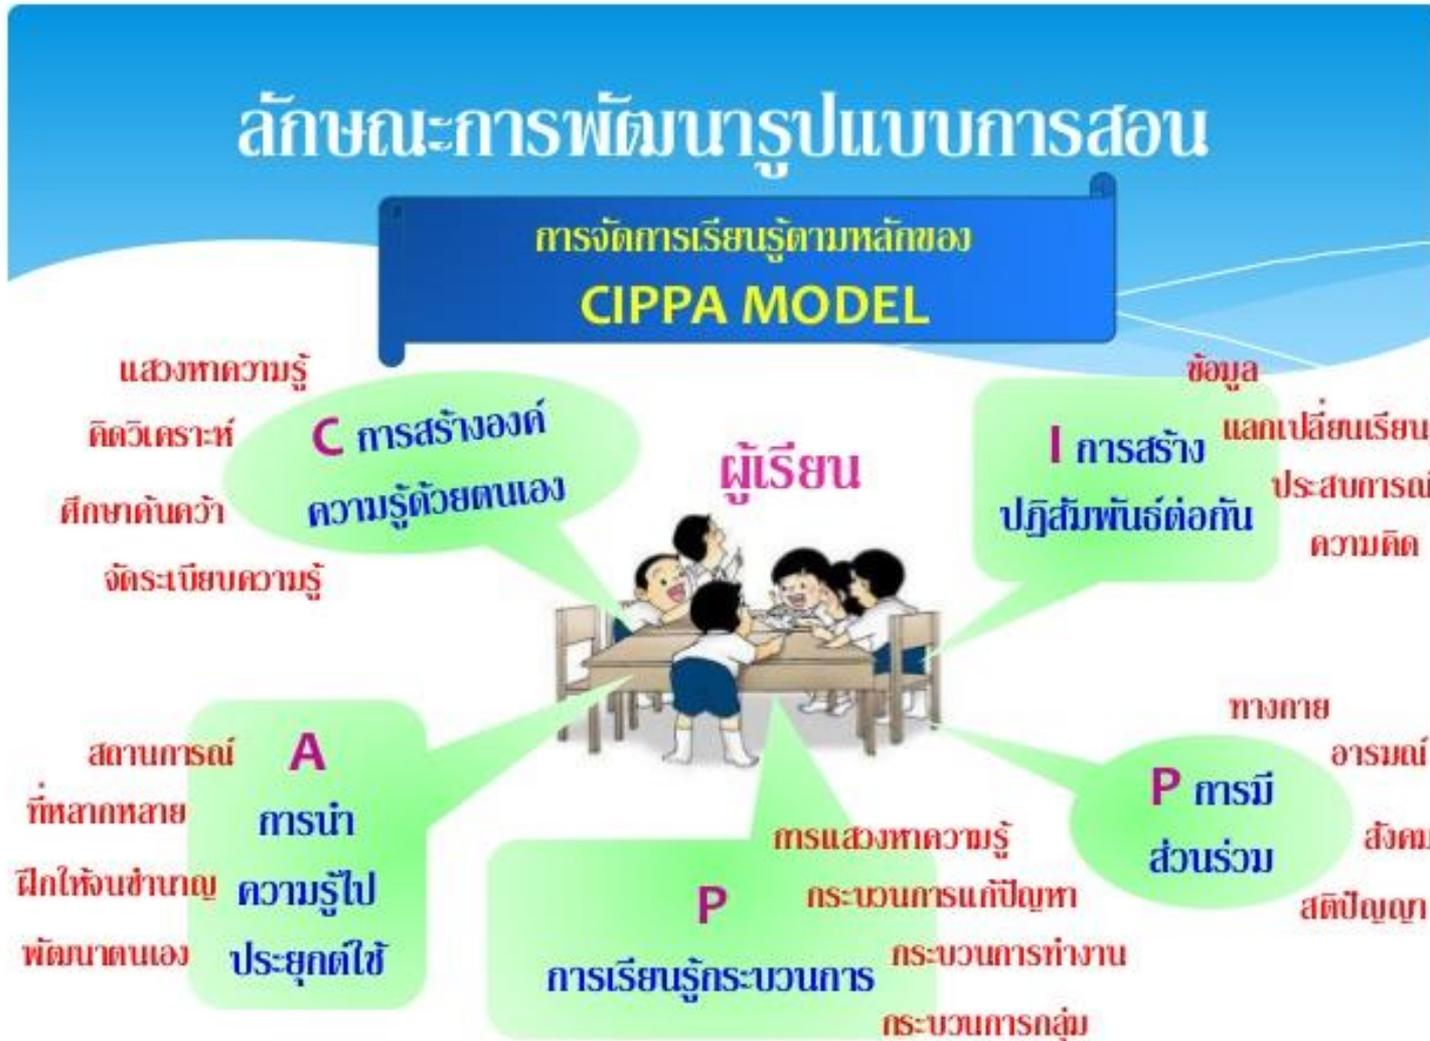 ลักษณะการพัฒนารูปแบบการสอน
การจัดการเรียนรู้ตามหลักของ
CIPPA MODEL
ผู้เรียน
C การสร้างองค์
ความรู้ด้วยตนเอง
แสวงหาความรู้
คิดวิเคราะห์
ศึกษาค้นคว้า
จัดระเบียบความรู้
I การสร้าง
ปฏิสัมพันธ์ต่อกัน
ข้อมูล
แลกเปลี่ยนเรียน
ประสบการณ์
ความคิด
P การมี
ส่วนร่วม
ทางกาย
อารมณ์
สังคม
สติปัญญา
P
การเรียนรู้กระบวนการ
การแสวงหาความรู้
กระบวนการแก้ปัญหา
กระบวนการทำงาน
กระบวนการกลุ่ม
A
การนำ
ความรู้ไป
ประยุกต์ใช้
สถานการณ์
ที่หลากหลาย
ฝึกให้จนชำนาญ
พัฒนาตนเอง